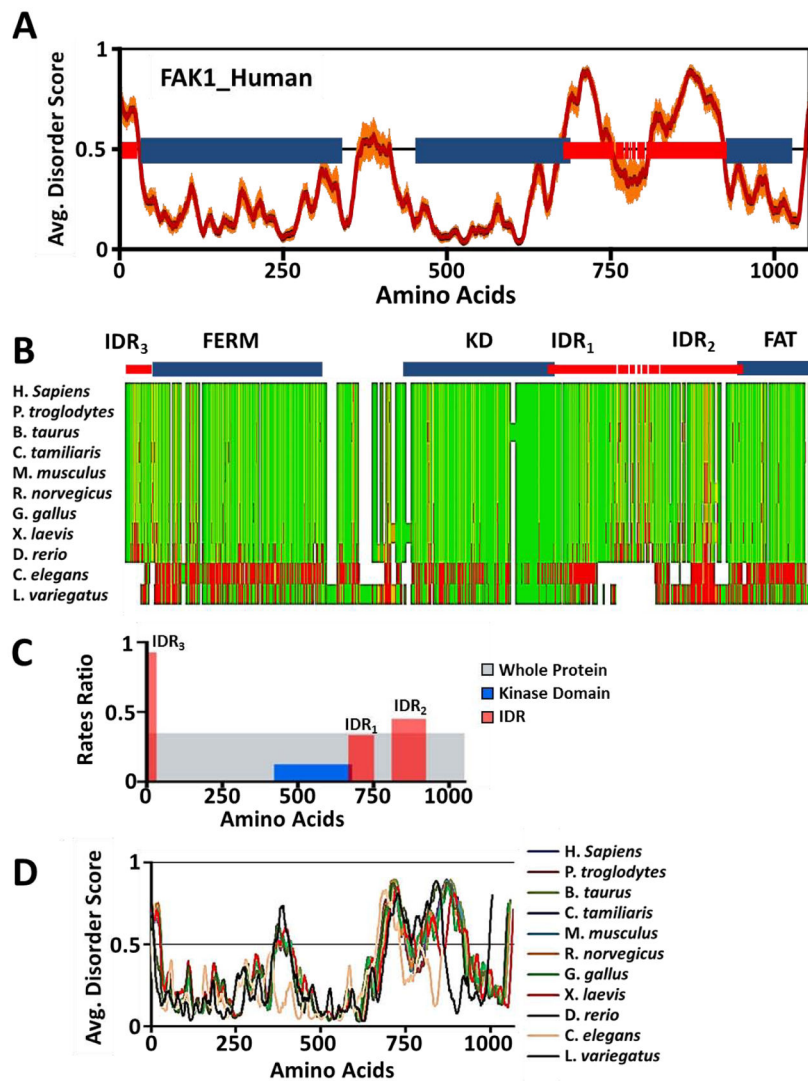 A
FAK1_Human
Avg. Disorder Score
1
0.5
0
0 250 500 750 1000
Amino Acids
B
IDR3 FERM KD IDR1 IDR2 FAT
H. Sapiens
P. troglodytes
B. taurus
C. tamiliaris
M. musculus
R. norvegicus
G. gallus
X. laevis
D. rerio
C. elegans
L. variegatus
C
Rates Ratio
1
0.5
0
IDR3
IDR1
IDR2
0 250 500 750 1000
Amino Acids
Whole Protein
Kinase Domain
IDR
D
Avg. Disorder Score
1
0.5
0
0 250 500 750 1000
Amino Acids
H. Sapiens
P. troglodytes
B. taurus
C. tamiliaris
M. musculus
R. norvegicus
G. gallus
X. laevis
D. rerio
C. elegans
L. variegatus